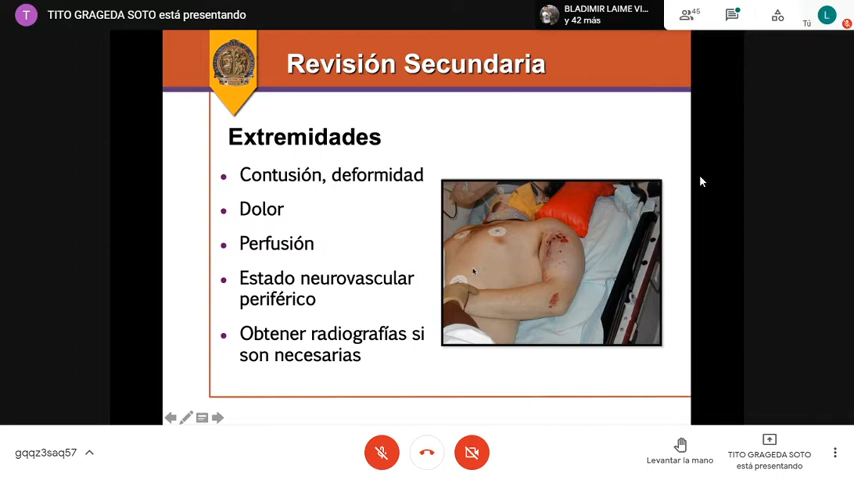 T
TITO GRAGEDA SOTO está presentando
BLADIMIR LAIME VI...
y 42 más
45
Tú
L
Revisión Secundaria
Extremidades
• Contusión, deformidad
• Dolor
• Perfusión
• Estado neurovascular
periférico
• Obtener radiografías si
son necesarias
gqqz3saq57
Levantar la mano
TITO GRAGEDA SOTO
está presentando